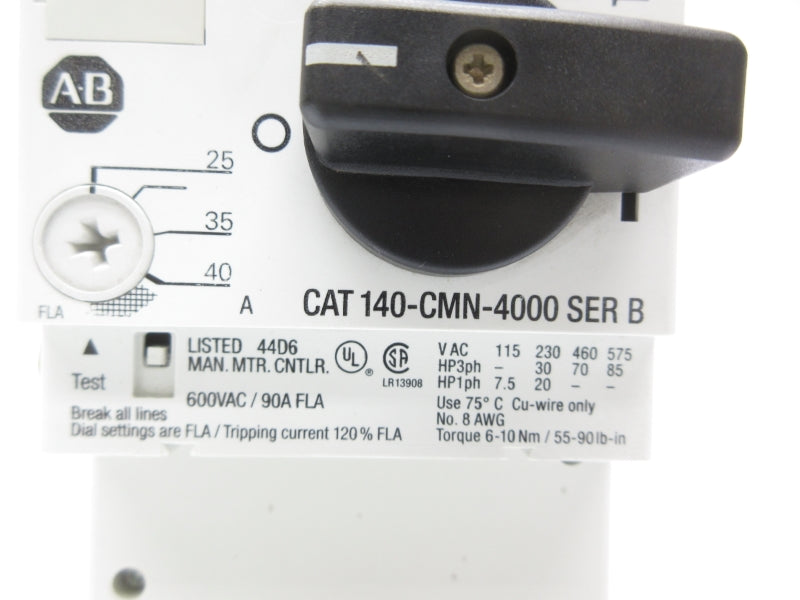 A-B
25
35
40
FLA
A
CAT 140-CMN-4000 SER B
Test
LISTED 44D6
MAN. MTR. CNTLR.
600VAC / 90A FLA
UL
®
SA
LR13908
V AC 115 230 460 575
HP3ph – 30 70 85
HP1ph 7.5 20 – –
Break all lines
Dial settings are FLA / Tripping current 120 % FLA
Use 75° C Cu-wire only
No. 8 AWG
Torque 6-10 Nm / 55-90 lb-in